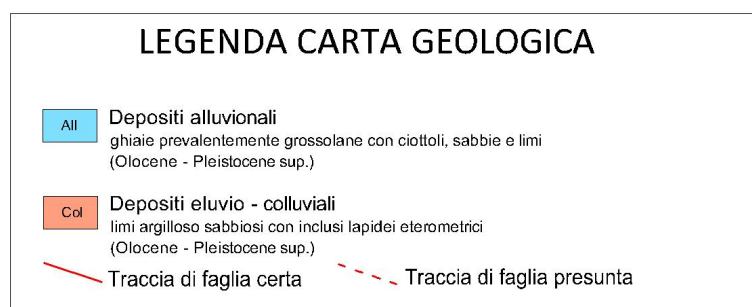 LEGENDA CARTA GEOLOGICA
All
Depositi alluvionali
ghiaie prevalentemente grossolane con ciottoli, sabbie e limi
(Olocene - Pleistocene sup.)
Col
Depositi eluvio - colluviali
limi argilloso sabbiosi con inclusi lapidei eterometrici
(Olocene - Pleistocene sup.)
Traccia di faglia certa
Traccia di faglia presunta